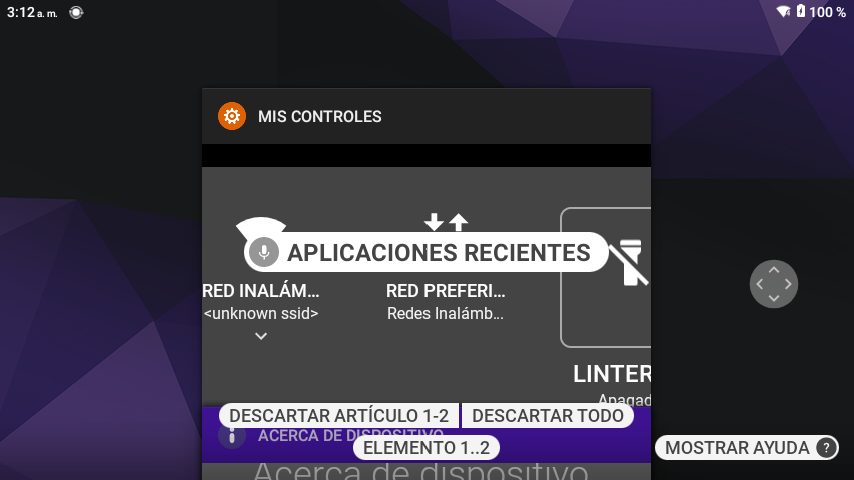 3:12 a. m.
100 %
MIS CONTROLES
APLICACIONES RECIENTES
RED INALÁM...
RED PREFERI...
<unknown ssid>
Redes Inalámb...
LINTER
Apagad
DESCARTAR ARTÍCULO 1-2
DESCARTAR TODO
ACERCA DE DISPOSITIVO
ELEMENTO 1..2
MOSTRAR AYUDA ?
Acerca de dispositivo